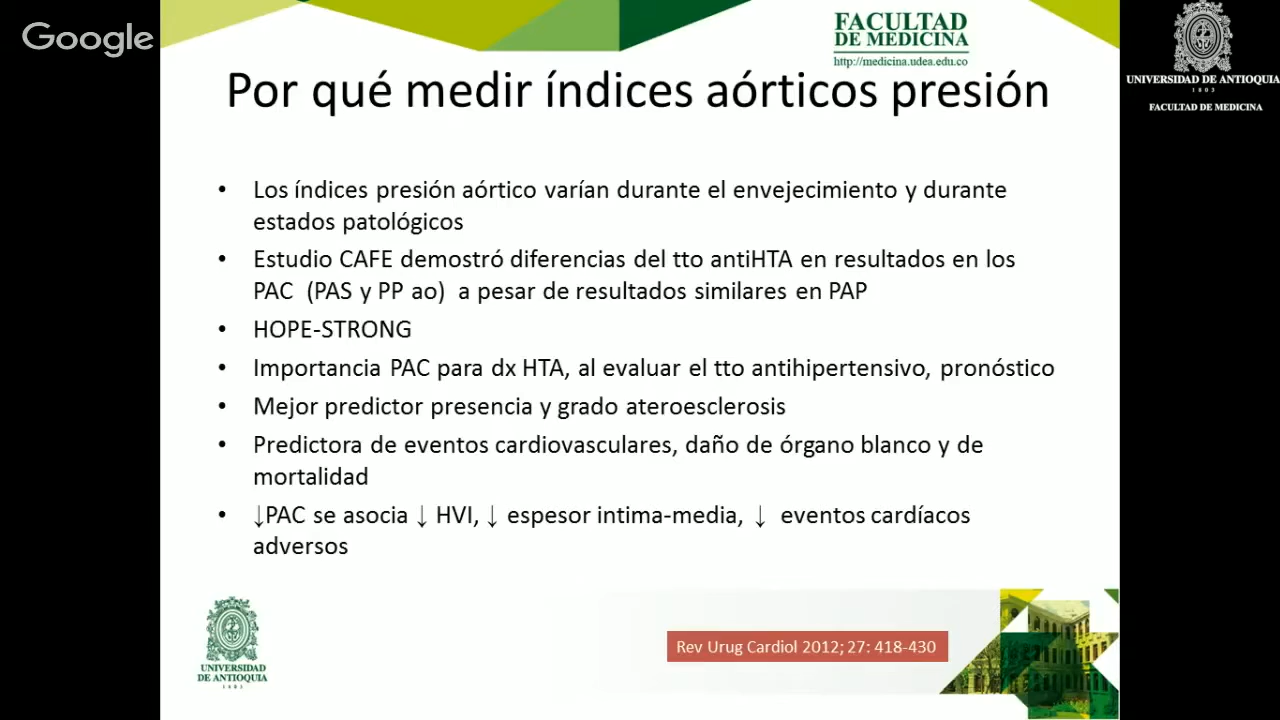 Google
FACULTAD
DE MEDICINA
http://medicina.udea.edu.co
UNIVERSIDAD DE ANTIOQUIA
1803
FACULTAD DE MEDICINA
Por qué medir índices aórticos presión
• Los índices presión aórtico varían durante el envejecimiento y durante
estados patológicos
• Estudio CAFE demostró diferencias del tto antiHTA en resultados en los
PAC (PAS y PP ao) a pesar de resultados similares en PAP
• HOPE-STRONG
• Importancia PAC para dx HTA, al evaluar el tto antihipertensivo, pronóstico
• Mejor predictor presencia y grado ateroesclerosis
• Predictora de eventos cardiovasculares, daño de órgano blanco y de
mortalidad
• ↓PAC se asocia ↓ HVI, ↓ espesor intima-media, ↓ eventos cardíacos
adversos
UNIVERSIDAD
DE ANTIOQUIA
1803
Rev Urug Cardiol 2012; 27: 418-430